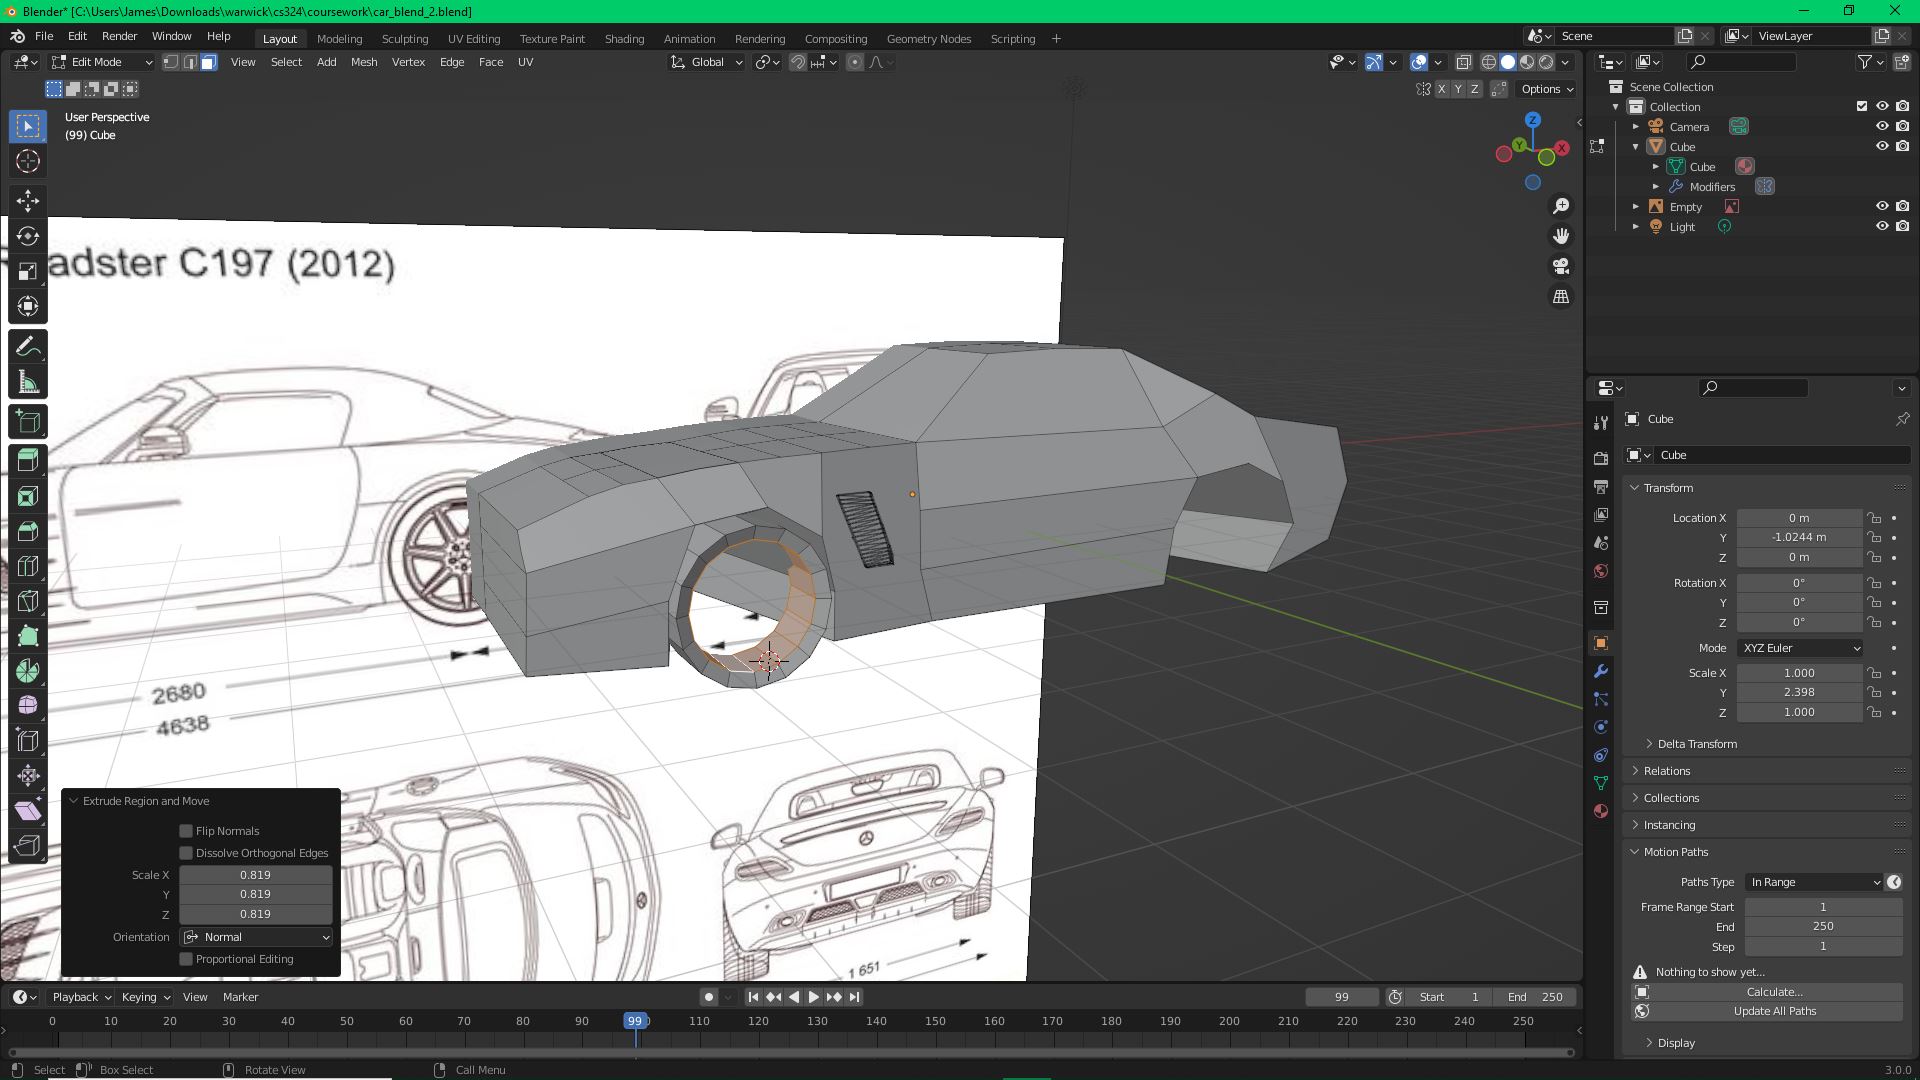 Blender* [C:\Users\James\Downloads\warwick\cs324\coursework\car_blend_2.blend]
File Edit Render Window Help Layout Modeling Sculpting UV Editing Texture Paint Shading Animation Rendering Compositing Geometry Nodes Scripting + Scene ViewLayer
Edit Mode View Select Add Mesh Vertex Edge Face UV Global
X Y Z Options
User Perspective
(99) Cube
Z
Y
X
adster C197 (2012)
2680
4638
1 651
Extrude Region and Move
Flip Normals
Dissolve Orthogonal Edges
Scale X 0.819
Y 0.819
Z 0.819
Orientation Normal
Proportional Editing
Scene Collection
Collection
Camera
Cube
Cube
Modifiers
Empty
Light
Cube
Cube
Transform
Location X 0 m
Y -1.0244 m
Z 0 m
Rotation X 0°
Y 0°
Z 0°
Mode XYZ Euler
Scale X 1.000
Y 2.398
Z 1.000
Delta Transform
Relations
Collections
Instancing
Motion Paths
Paths Type In Range
Frame Range Start 1
End 250
Step 1
Nothing to show yet...
Calculate...
Update All Paths
Display
Playback Keying View Marker 99 Start 1 End 250
0 10 20 30 40 50 60 70 80 90 99 110 120 130 140 150 160 170 180 190 200 210 220 230 240 250
Select Box Select Rotate View Call Menu 3.0.0